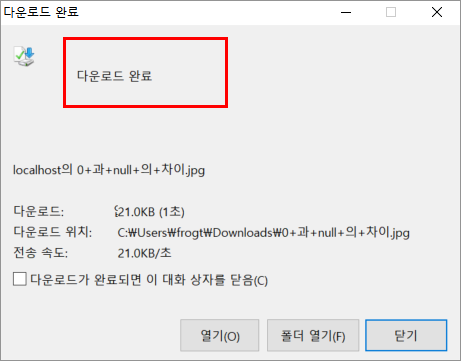 다운로드 완료
다운로드 완료
localhost의 0+과+null+의+차이.jpg
다운로드: 21.0KB (1초)
다운로드 위치: C:₩Users₩frogt₩Downloads₩0+과+null+의+차이.jpg
전송 속도: 21.0KB/초
다운로드가 완료되면 이 대화 상자를 닫음(C)
열기(O) 폴더 열기(F) 닫기